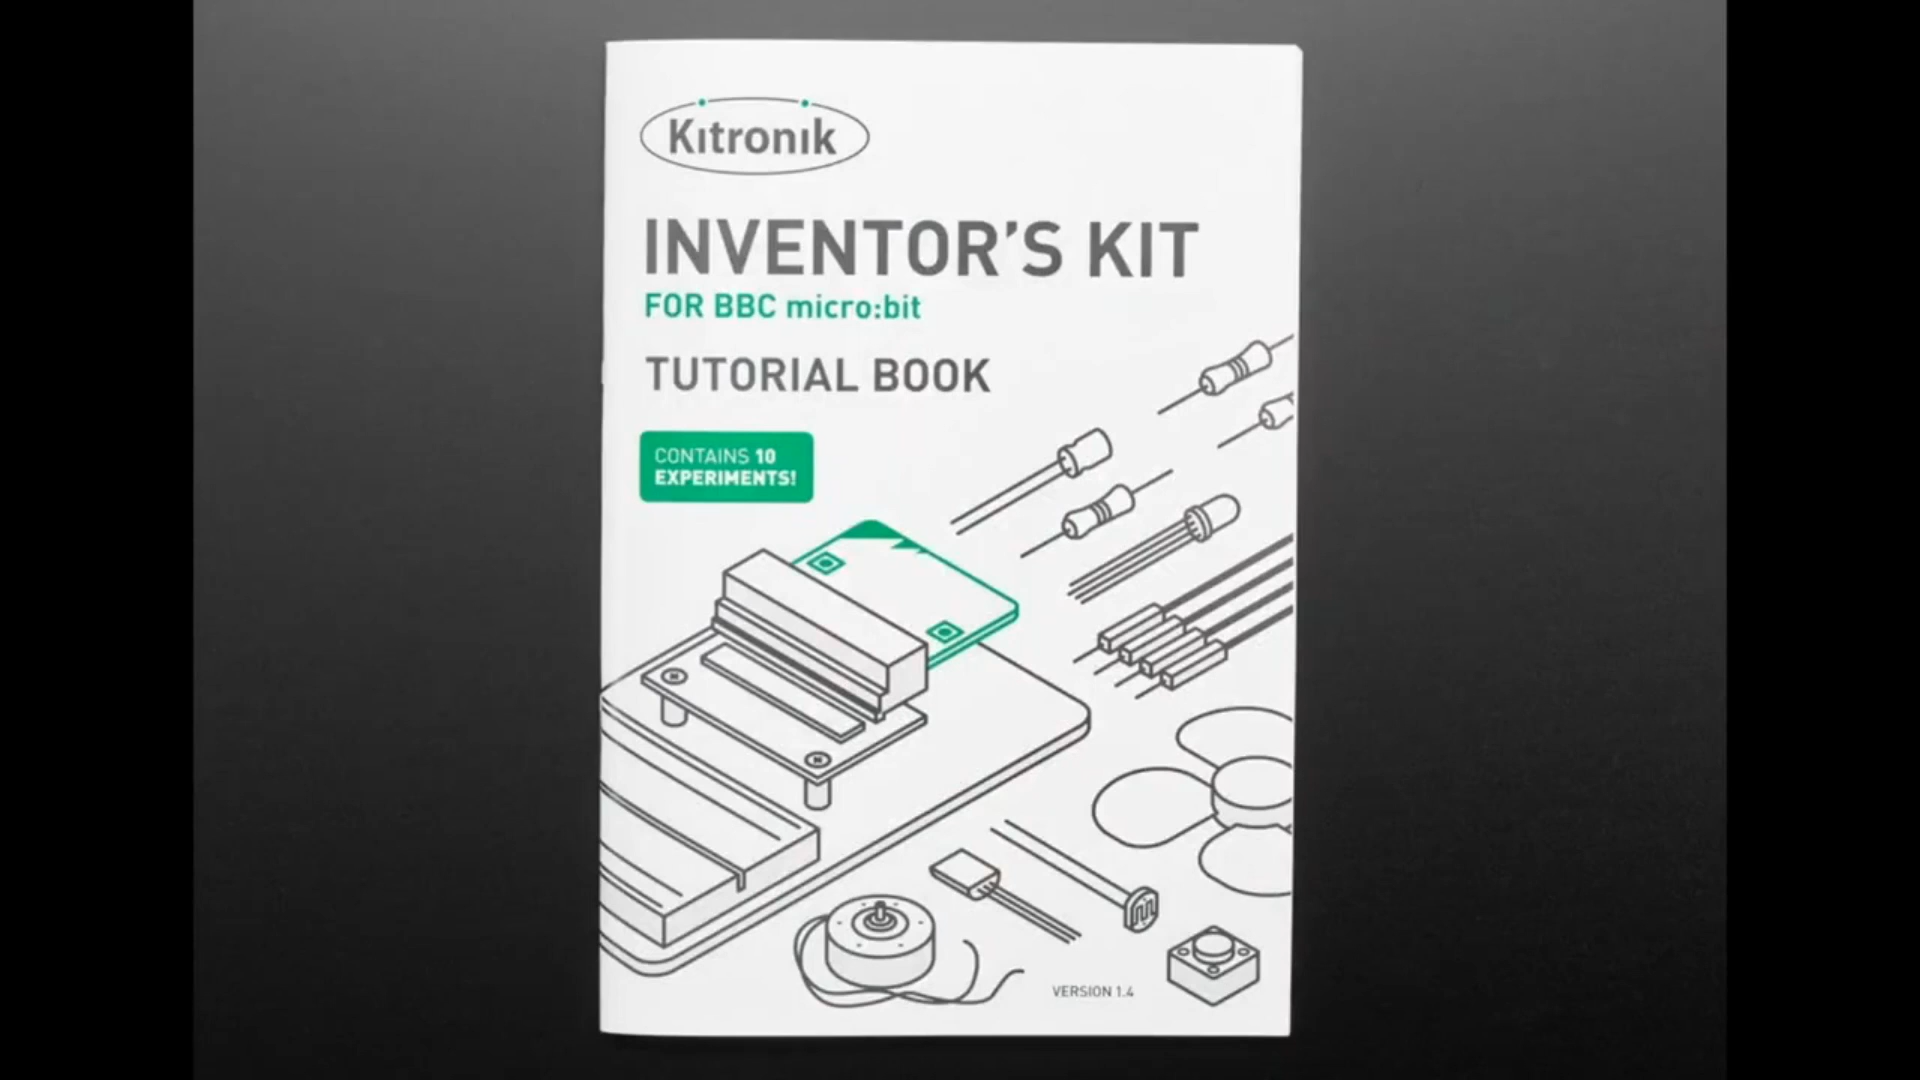 Kitronik
INVENTOR'S KIT
FOR BBC micro:bit
TUTORIAL BOOK
CONTAINS 10
EXPERIMENTS!
VERSION 1.4